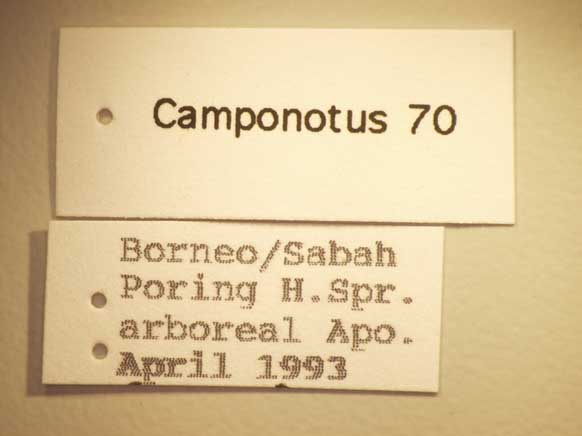 Camponotus 70
Borneo/Sabah
Poring H.Spr.
arboreal Apo.
April 1993